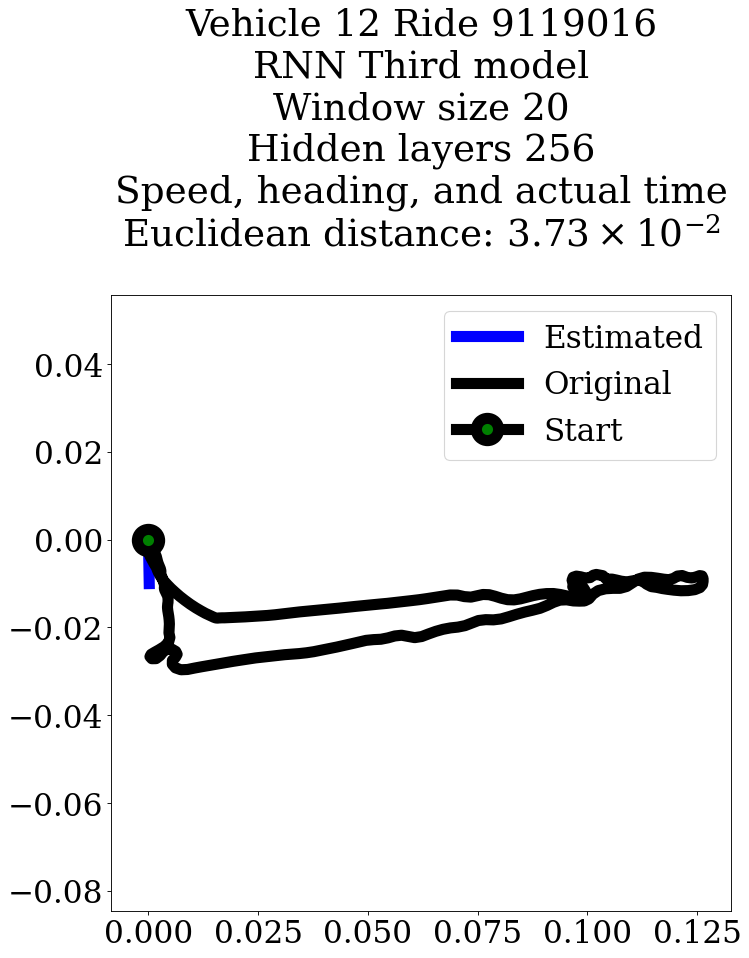 Vehicle 12 Ride 9119016
RNN Third model
Window size 20
Hidden layers 256
Speed, heading, and actual time
Euclidean distance: 3.73 × 10⁻²
Estimated
Original
Start
0.04
0.02
0.00
−0.02
−0.04
−0.06
−0.08
0.000 0.025 0.050 0.075 0.100 0.125